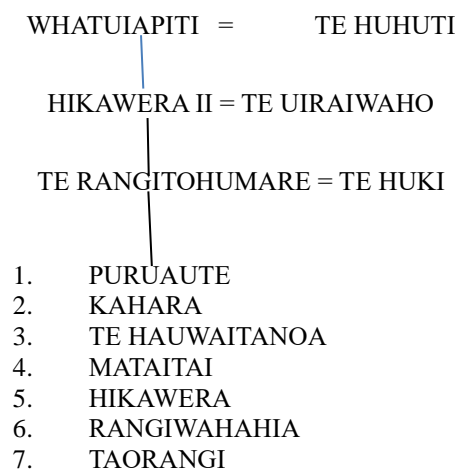 WHATUIAPITI = TE HUHUTI
HIKAWERA II = TE UIRAIWAHO
TE RANGITOHUMARE = TE HUKI
1. PURUAUTE
2. KAHARA
3. TE HAUWAITANOA
4. MATAITAI
5. HIKAWERA
6. RANGIWAHAHIA
7. TAORANGI